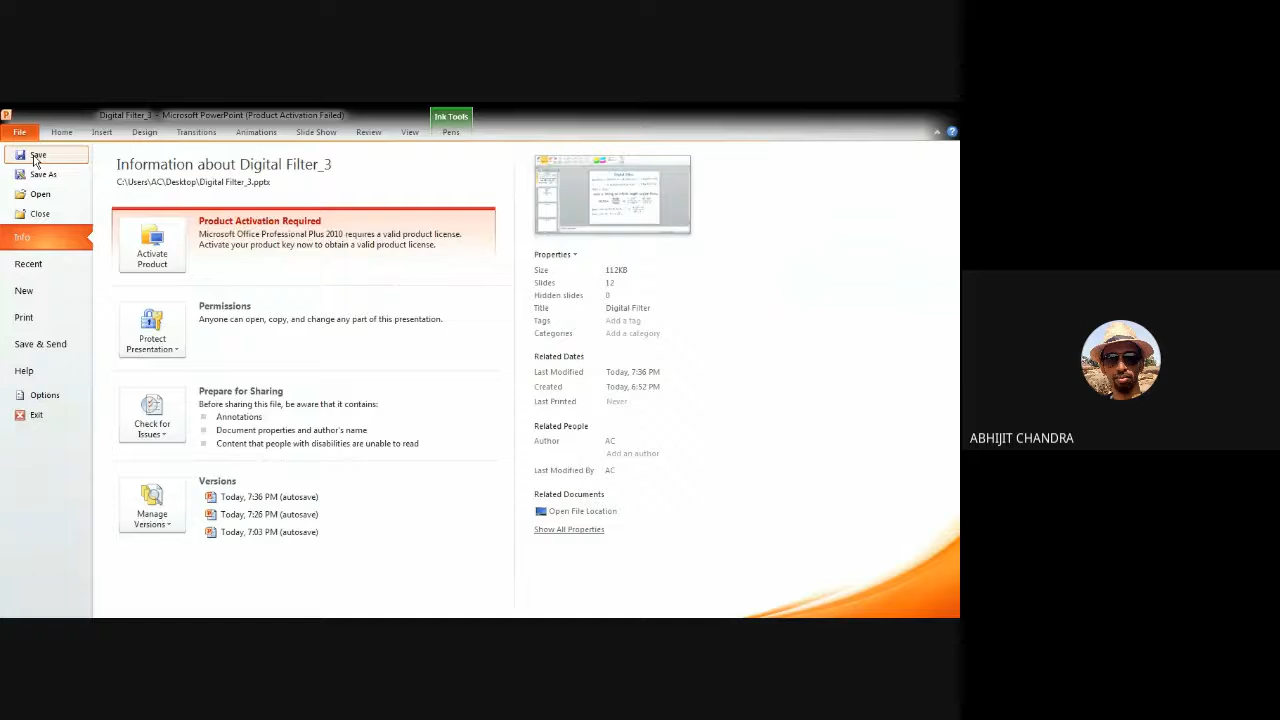 Digital Filter_3 - Microsoft PowerPoint (Product Activation Failed)
Ink Tools
File Home Insert Design Transitions Animations Slide Show Review View Pens
Save
Save As
Open
Close
Info
Recent
New
Print
Save & Send
Help
Options
Exit
Information about Digital Filter_3
C:\Users\AC\Desktop\Digital Filter_3.pptx
Activate
Product
Product Activation Required
Microsoft Office Professional Plus 2010 requires a valid product license.
Activate your product key now to obtain a valid product license.
Protect
Presentation
Permissions
Anyone can open, copy, and change any part of this presentation.
Check for
Issues
Prepare for Sharing
Before sharing this file, be aware that it contains:
Annotations
Document properties and author's name
Content that people with disabilities are unable to read
Manage
Versions
Versions
Today, 7:36 PM (autosave)
Today, 7:26 PM (autosave)
Today, 7:03 PM (autosave)
Properties
Size 112KB
Slides 12
Hidden slides 0
Title Digital Filter
Tags Add a tag
Categories Add a category
Related Dates
Last Modified Today, 7:36 PM
Created Today, 6:52 PM
Last Printed Never
Related People
Author AC
Add an author
Last Modified By AC
Related Documents
Open File Location
Show All Properties
ABHIJIT CHANDRA